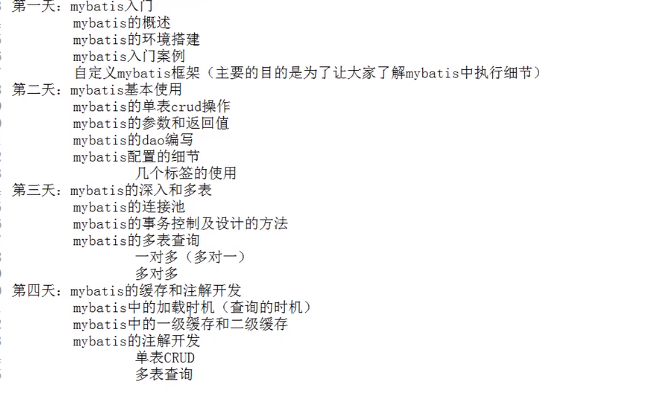 第一天：mybatis入门
mybatis的概述
mybatis的环境搭建
mybatis入门案例
自定义mybatis框架（主要的目的是为了让大家了解mybatis中执行细节）
第二天：mybatis基本使用
mybatis的单表crud操作
mybatis的参数和返回值
mybatis的dao编写
mybatis配置的细节
几个标签的使用
第三天：mybatis的深入和多表
mybatis的连接池
mybatis的事务控制及设计的方法
mybatis的多表查询
一对多（多对一）
多对多
第四天：mybatis的缓存和注解开发
mybatis中的加载时机（查询的时机）
mybatis中的一级缓存和二级缓存
mybatis的注解开发
单表CRUD
多表查询